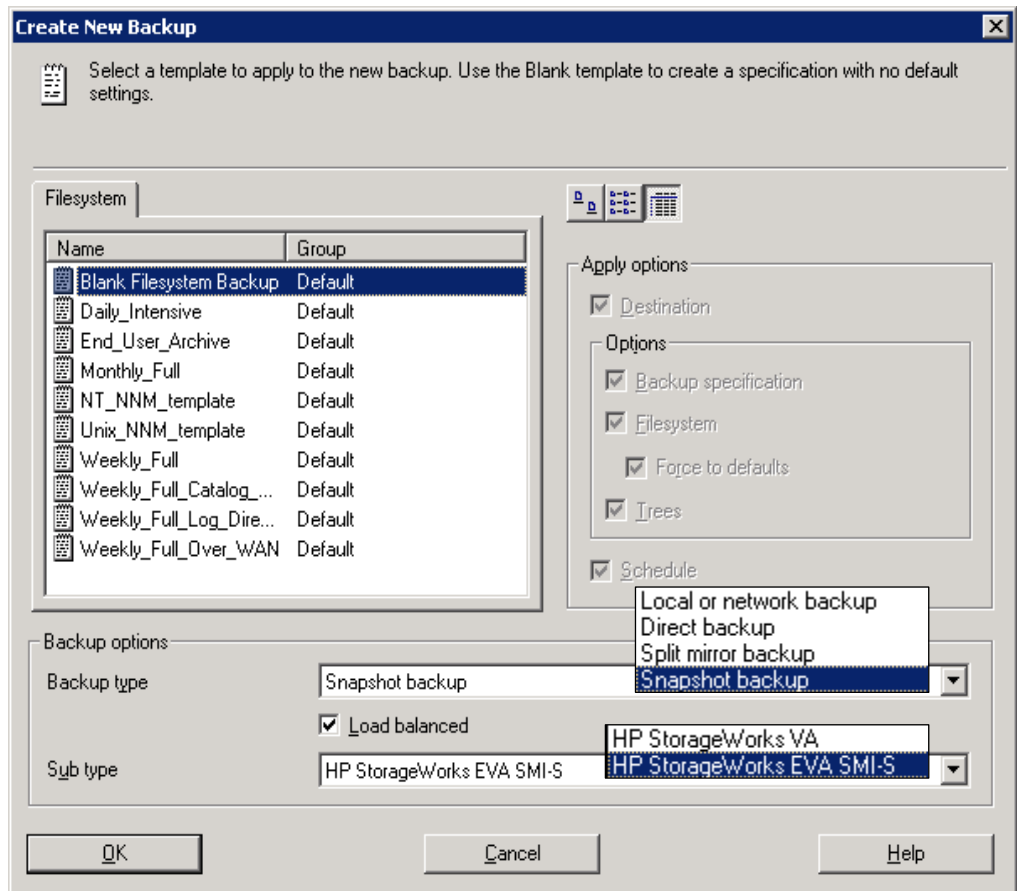 Create New Backup
Select a template to apply to the new backup. Use the Blank template to create a specification with no default
settings.
Filesystem
Name Group
Blank Filesystem Backup Default
Daily_Intensive Default
End_User_Archive Default
Monthly_Full Default
NT_NNM_template Default
Unix_NNM_template Default
Weekly_Full Default
Weekly_Full_Catalog_... Default
Weekly_Full_Log_Dire... Default
Weekly_Full_Over_WAN Default
Apply options
Destination
Options
Backup specification
Filesystem
Force to defaults
Trees
Schedule
Local or network backup
Direct backup
Split mirror backup
Snapshot backup
Backup options
Backup type Snapshot backup
Load balanced
HP StorageWorks VA
HP StorageWorks EVA SMI-S
Sub type HP StorageWorks EVA SMI-S
OK Cancel Help